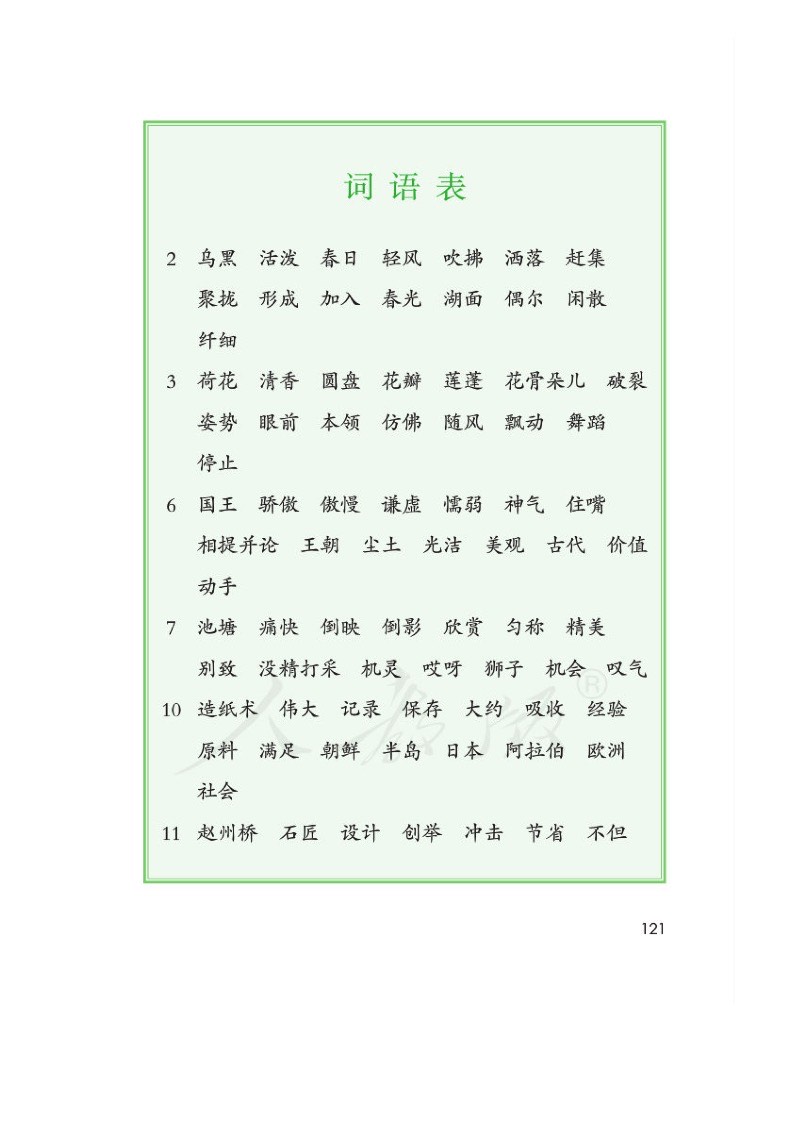 词语表
2 乌黑 活泼 春日 轻风 吹拂 洒落 赶集
聚拢 形成 加入 春光 湖面 偶尔 闲散
纤细
3 荷花 清香 圆盘 花瓣 莲蓬 花骨朵儿 破裂
姿势 眼前 本领 仿佛 随风 飘动 舞蹈
停止
6 国王 骄傲 傲慢 谦虚 懦弱 神气 住嘴
相提并论 王朝 尘土 光洁 美观 古代 价值
动手
7 池塘 痛快 倒映 倒影 欣赏 匀称 精美
别致 没精打采 机灵 哎呀 狮子 机会 叹气
10 造纸术 伟大 记录 保存 大约 吸收 经验
原料 满足 朝鲜 半岛 日本 阿拉伯 欧洲
社会
11 赵州桥 石匠 设计 创举 冲击 节省 不但
人教版®
121